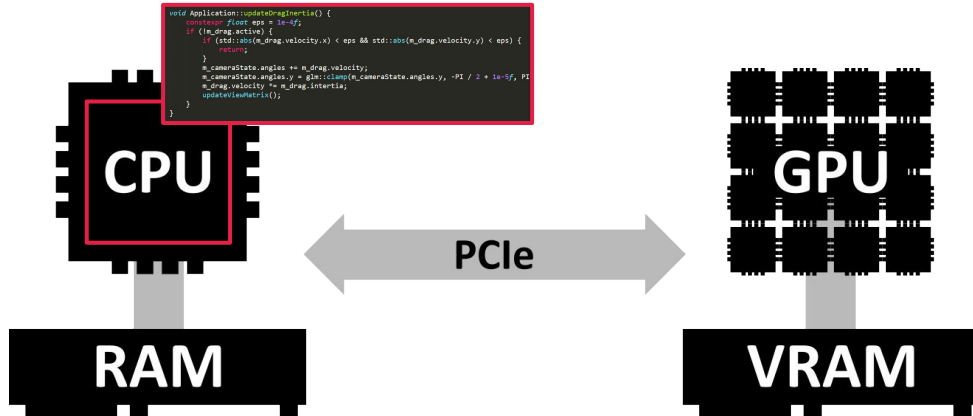 void Application::updateDragInertia() {
constexpr float eps = 1e-4f;
if (!m_drag.active) {
if (std::abs(m_drag.velocity.x) < eps && std::abs(m_drag.velocity.y) < eps) {
return;
}
m_cameraState.angles += m_drag.velocity;
m_cameraState.angles.y = glm::clamp(m_cameraState.angles.y, -PI / 2 + 1e-5f, PI
m_drag.velocity *= m_drag.intertia;
updateViewMatrix();
}
}
CPU
GPU
PCIe
RAM
VRAM